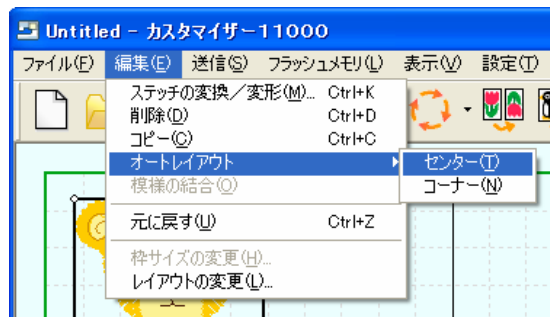 Untitled - カスタマイザー11000
ファイル(F) 編集(E) 送信(S) フラッシュメモリ(L) 表示(V) 設定(T)
ステッチの変換／変形(M)... Ctrl+K
削除(D) Ctrl+D
コピー(C) Ctrl+C
オートレイアウト
センター(T)
コーナー(N)
模様の結合(O)
元に戻す(U) Ctrl+Z
枠サイズの変更(H)...
レイアウトの変更(L)...